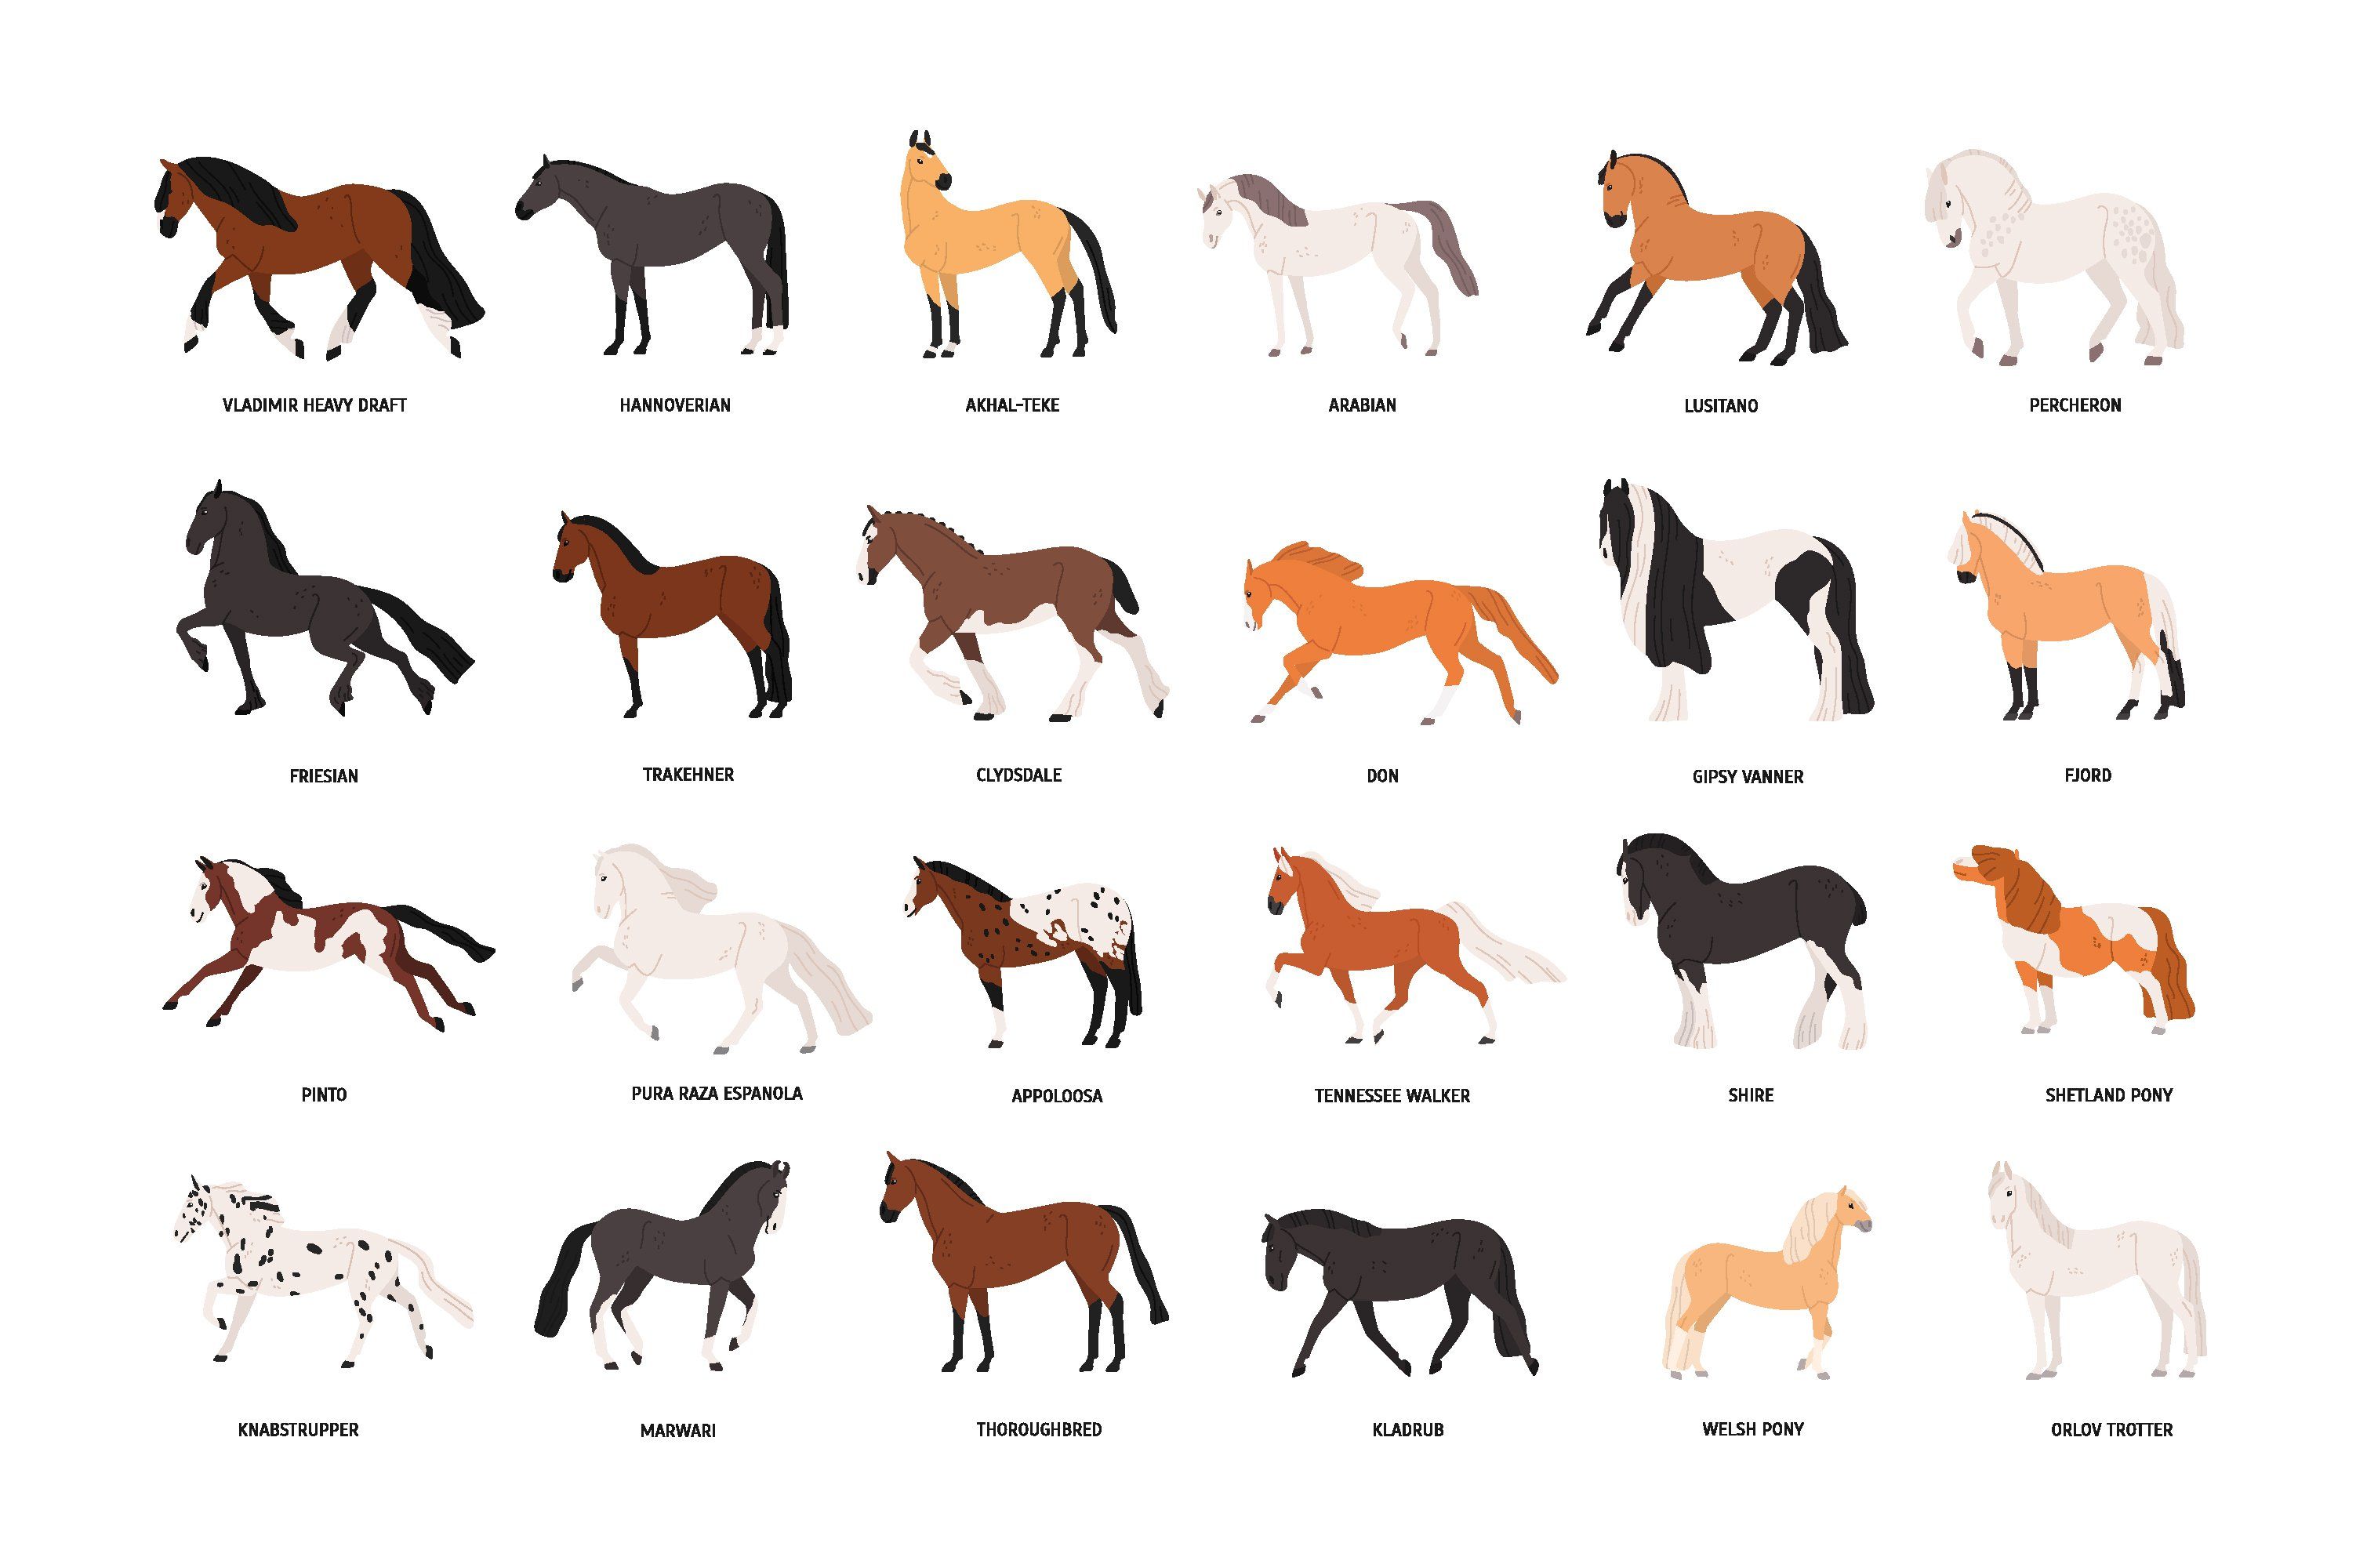 VLADIMIR HEAVY DRAFT
HANNOVERIAN
AKHAL-TEKE
ARABIAN
LUSITANO
PERCHERON
FRIESIAN
TRAKEHNER
CLYDSDALE
DON
GIPSY VANNER
FJORD
PINTO
PURA RAZA ESPANOLA
APPOLOOSA
TENNESSEE WALKER
SHIRE
SHETLAND PONY
KNABSTRUPPER
MARWARI
THOROUGHBRED
KLADRUB
WELSH PONY
ORLOV TROTTER